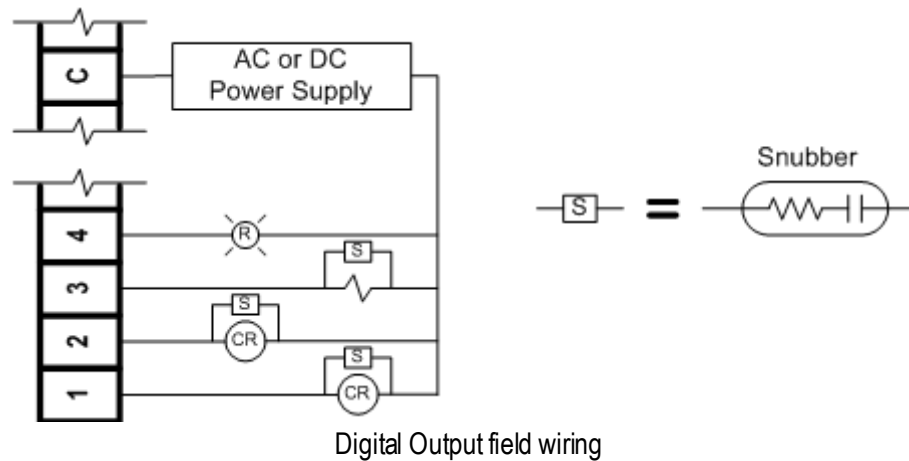 C
AC or DC
Power Supply
Snubber
S
4
R
S
3
S
2
CR
S
1
CR
Digital Output field wiring